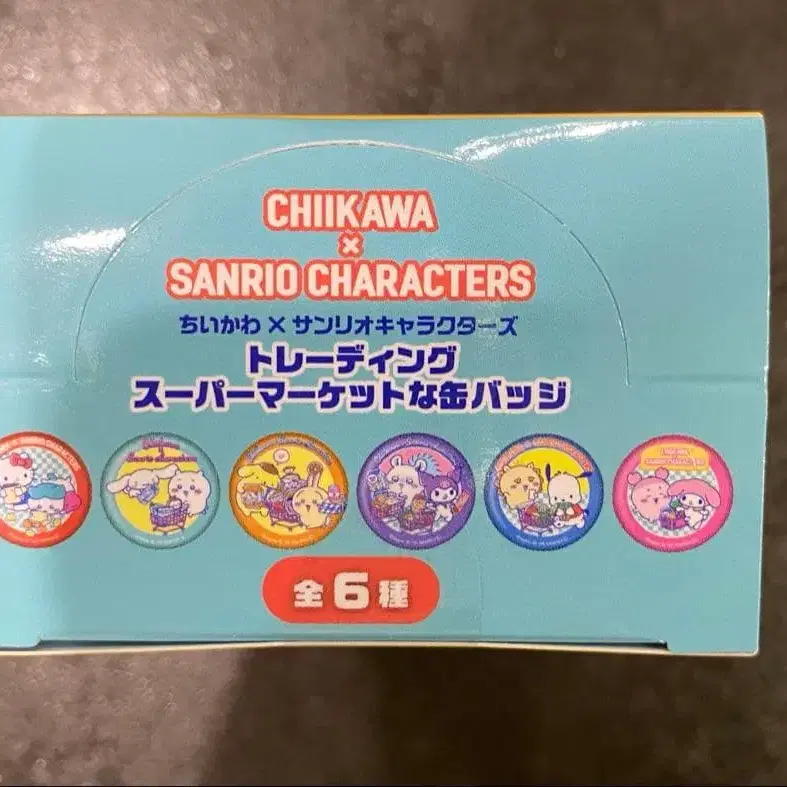 CHIIKAWA
×
SANRIO CHARACTERS
ちいかわ×サンリオキャラクターズ
トレーディング
スーパーマーケットな缶バッジ
全6種